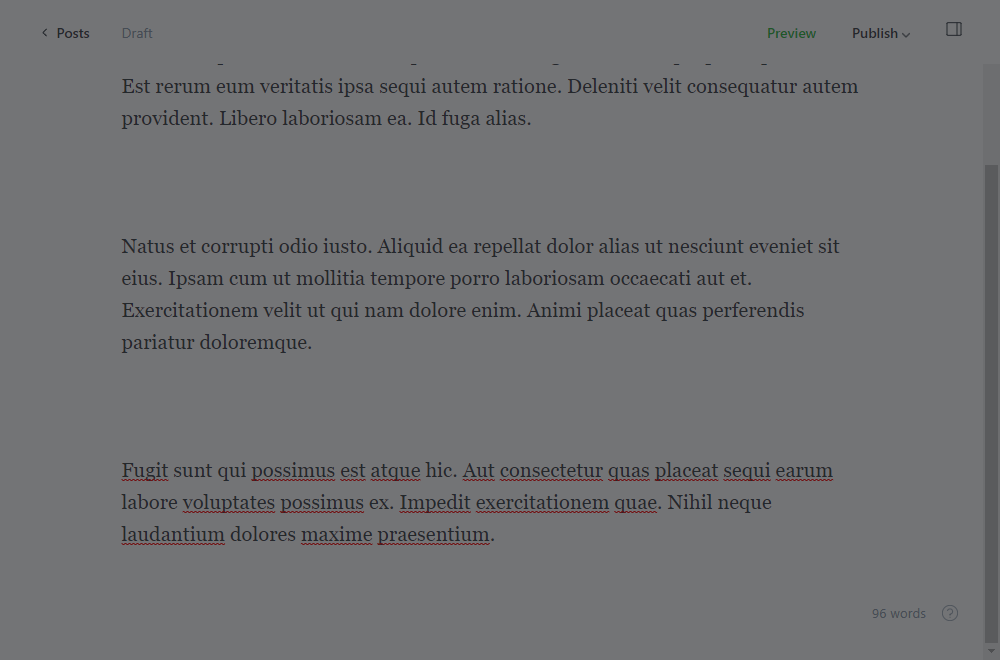 Posts Draft Preview Publish
Est rerum eum veritatis ipsa sequi autem ratione. Deleniti velit consequatur autem
provident. Libero laboriosam ea. Id fuga alias.
Natus et corrupti odio iusto. Aliquid ea repellat dolor alias ut nesciunt eveniet sit
eius. Ipsam cum ut mollitia tempore porro laboriosam occaecati aut et.
Exercitationem velit ut qui nam dolore enim. Animi placeat quas perferendis
pariatur doloremque.
Fugit sunt qui possimus est atque hic. Aut consectetur quas placeat sequi earum
labore voluptates possimus ex. Impedit exercitationem quae. Nihil neque
laudantium dolores maxime praesentium.
96 words ?